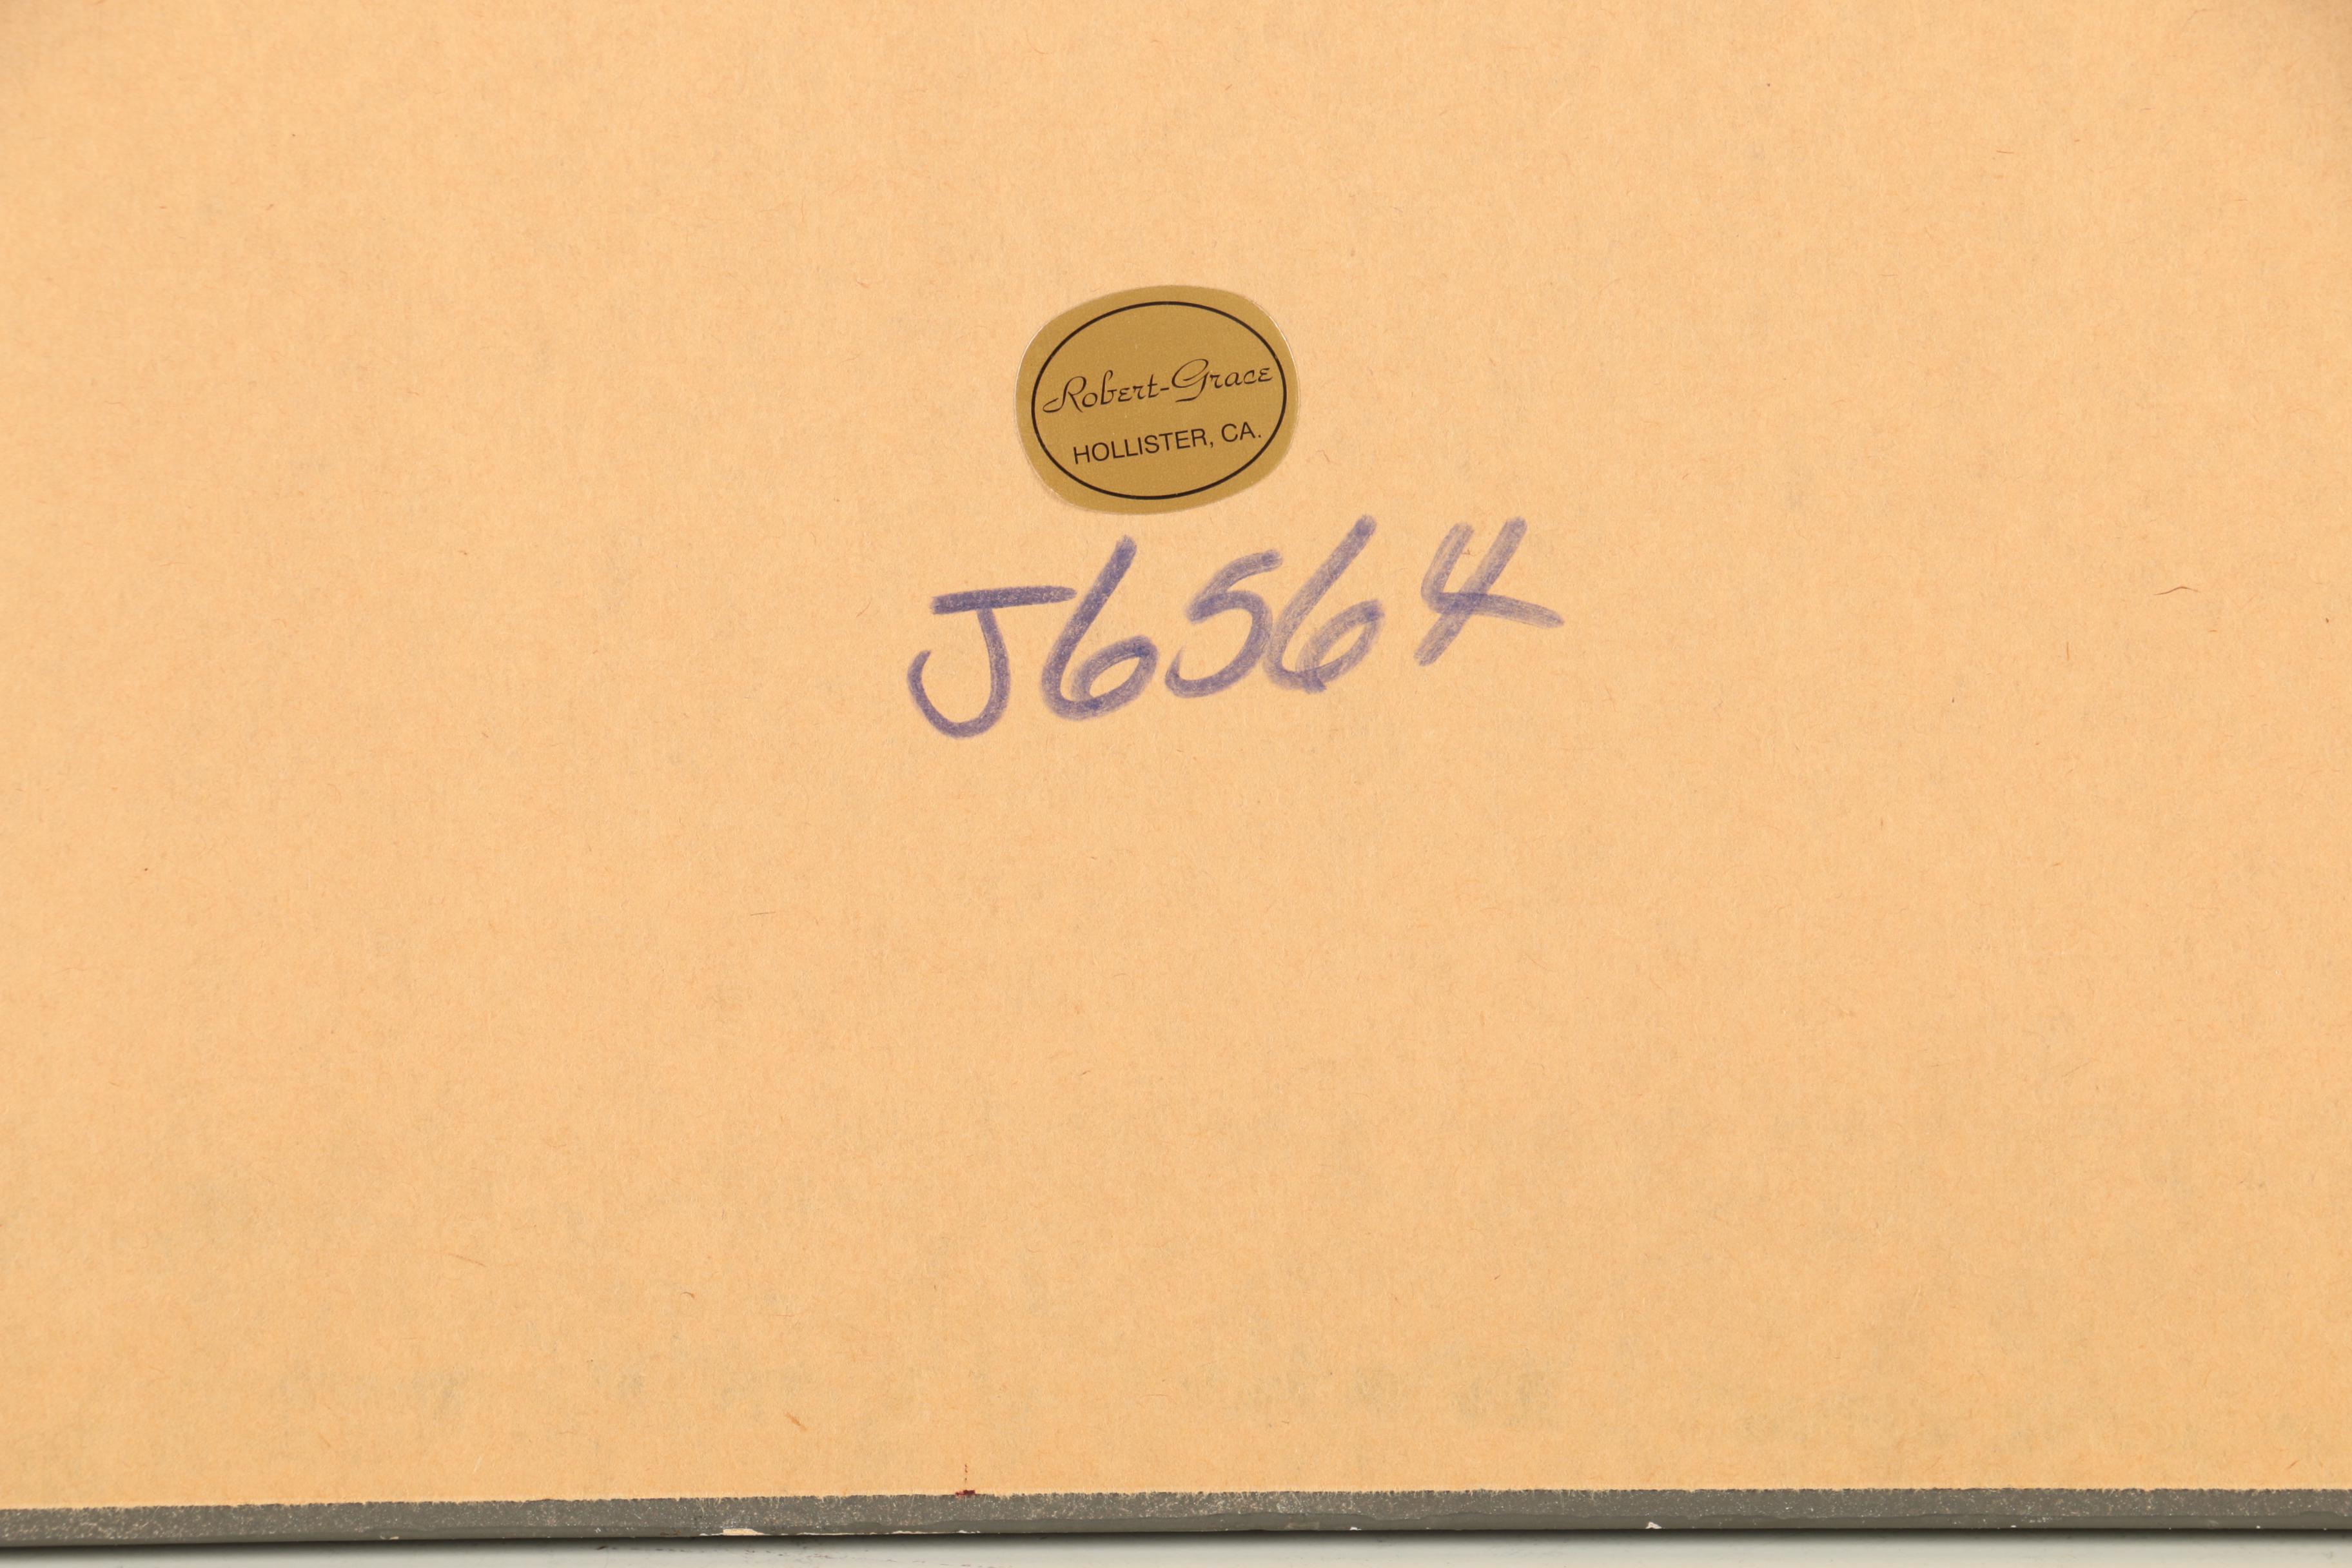 Robert-Grace
HOLLISTER, CA.
J6564